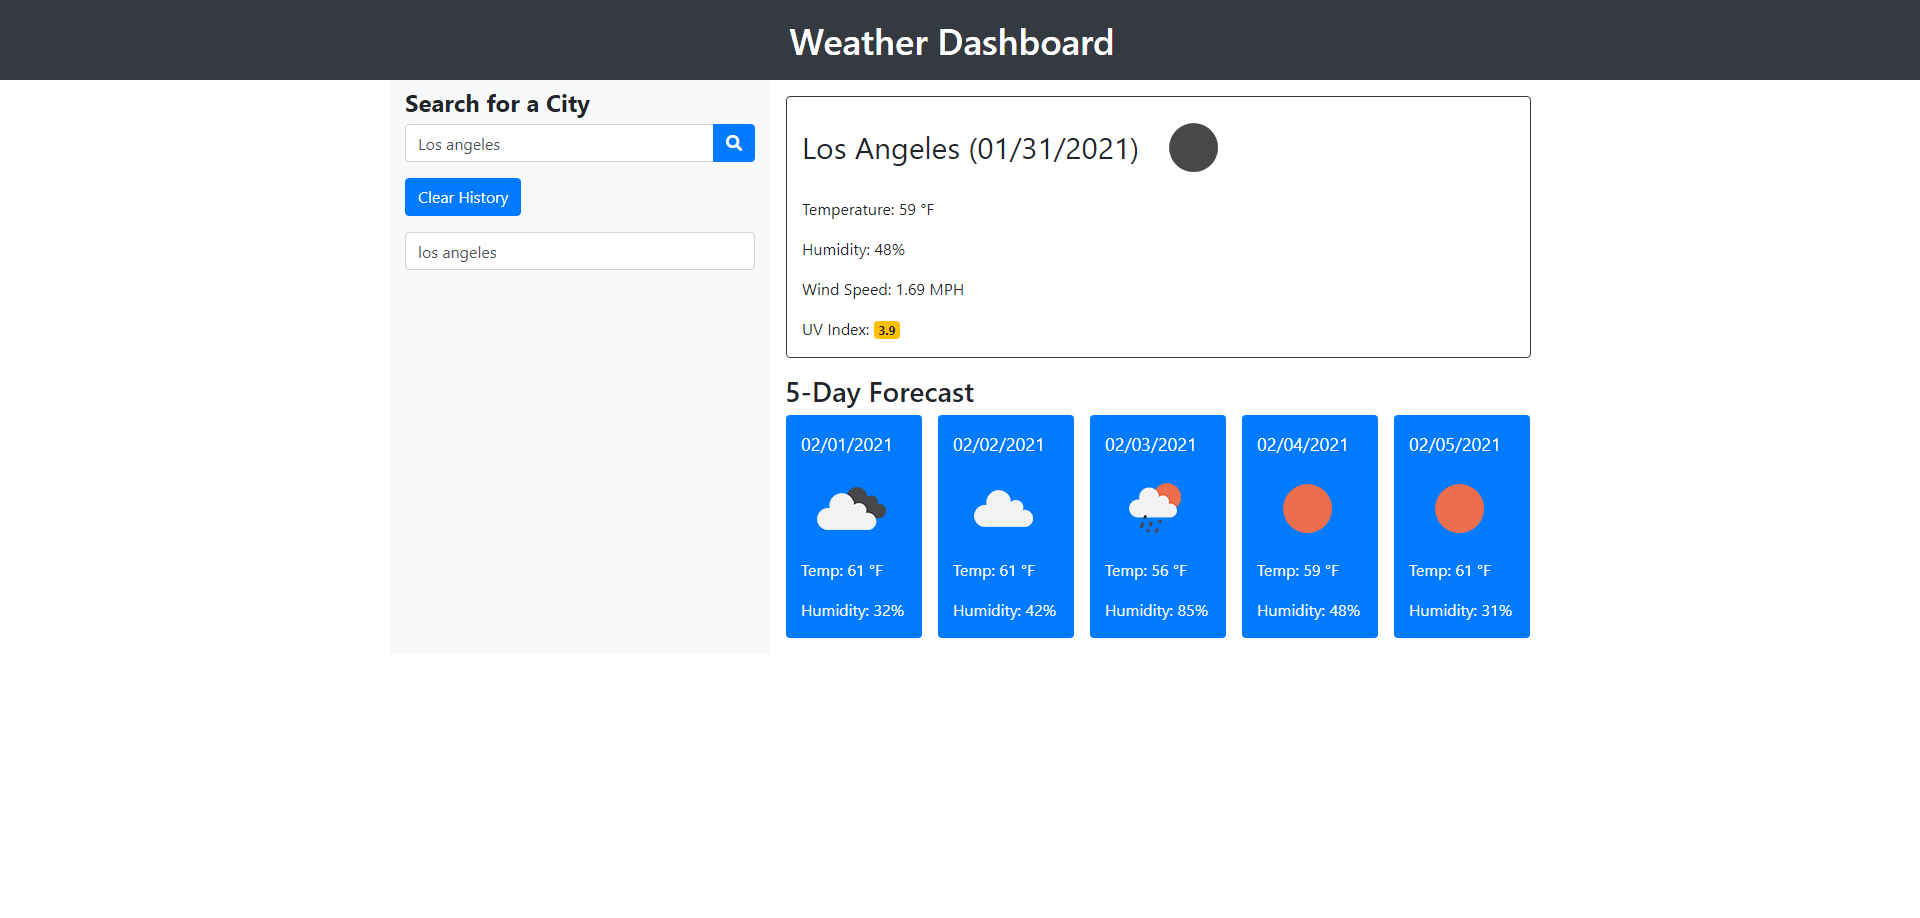 Weather Dashboard
Search for a City
Los angeles
Clear History
los angeles
Los Angeles (01/31/2021)
Temperature: 59 °F
Humidity: 48%
Wind Speed: 1.69 MPH
UV Index: 3.9
5-Day Forecast
02/01/2021
Temp: 61 °F
Humidity: 32%
02/02/2021
Temp: 61 °F
Humidity: 42%
02/03/2021
Temp: 56 °F
Humidity: 85%
02/04/2021
Temp: 59 °F
Humidity: 48%
02/05/2021
Temp: 61 °F
Humidity: 31%